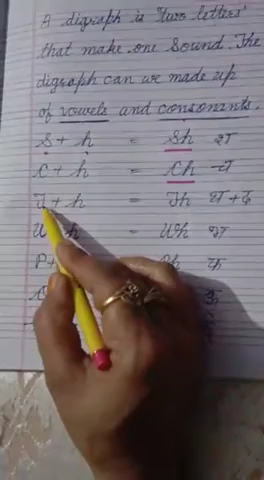 A digraph is "two letters"
that make one sound. The
digraph can we made up
of vowels and consonants.
S + h = Sh श
C + h = Ch च
T + h = Th
W h = Wh
P + h